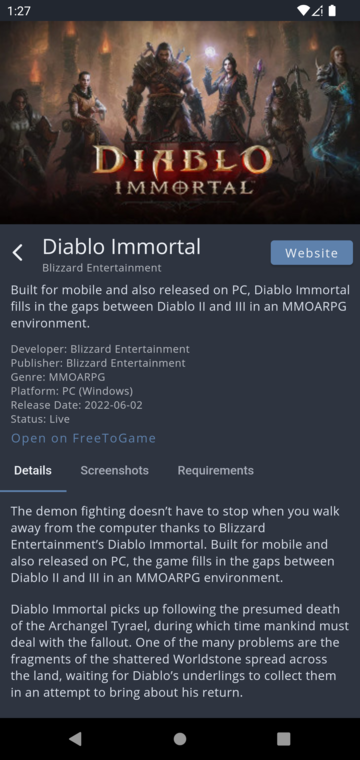 1:27
DIABLO
IMMORTAL
Diablo Immortal
Website
Blizzard Entertainment
Built for mobile and also released on PC, Diablo Immortal
fills in the gaps between Diablo II and III in an MMOARPG
environment.
Developer: Blizzard Entertainment
Publisher: Blizzard Entertainment
Genre: MMOARPG
Platform: PC (Windows)
Release Date: 2022-06-02
Status: Live
Open on FreeToGame
Details Screenshots Requirements
The demon fighting doesn’t have to stop when you walk
away from the computer thanks to Blizzard
Entertainment’s Diablo Immortal. Built for mobile and
also released on PC, the game fills in the gaps between
Diablo II and III in an MMOARPG environment.
Diablo Immortal picks up following the presumed death
of the Archangel Tyrael, during which time mankind must
deal with the fallout. One of the many problems are the
fragments of the shattered Worldstone spread across
the land, waiting for Diablo’s underlings to collect them
in an attempt to bring about his return.